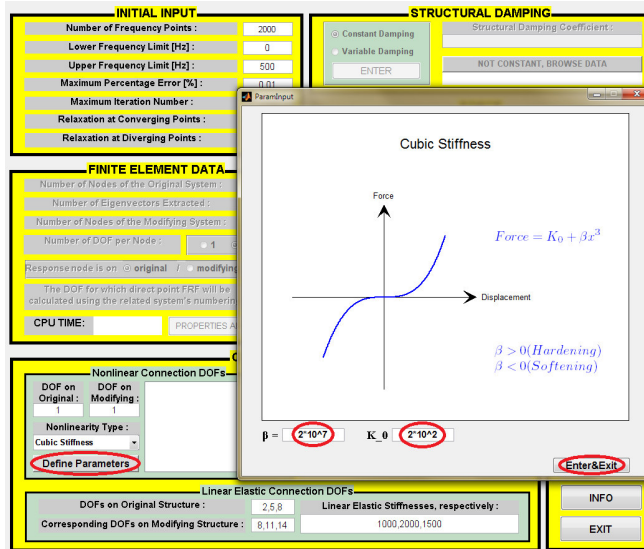 INITIAL INPUT
STRUCTURAL DAMPING
Number of Frequency Points :
2000
Lower Frequency Limit [Hz] :
0
Upper Frequency Limit [Hz] :
500
Maximum Percentage Error [%] :
0.01
Maximum Iteration Number :
Relaxation at Converging Points :
Relaxation at Diverging Points :
Constant Damping
Variable Damping
ENTER
Structural Damping Coefficient :
NOT CONSTANT, BROWSE DATA
FINITE ELEMENT DATA
Number of Nodes of the Original System :
Number of Eigenvectors Extracted :
Number of Nodes of the Modifying System :
Number of DOF per Node :
1
Response node is on
original
/
modifying
The DOF for which direct point FRF will be
calculated using the related system's numbering
CPU TIME:
PROPERTIES A
ParamInput
Cubic Stiffness
Force
Displacement
Force = K_0 + βx^3
β > 0(Hardening)
β < 0(Softening)
β =
2*10^7
K_0
2*10^2
Enter&Exit
Nonlinear Connection DOFs
DOF on
Original :
DOF on
Modifying :
1
1
Nonlinearity Type :
Cubic Stiffness
Define Parameters
Linear Elastic Connection DOFs
DOFs on Original Structure :
2,5,8
Linear Elastic Stiffnesses, respectively :
Corresponding DOFs on Modifying Structure :
8,11,14
1000,2000,1500
INFO
EXIT